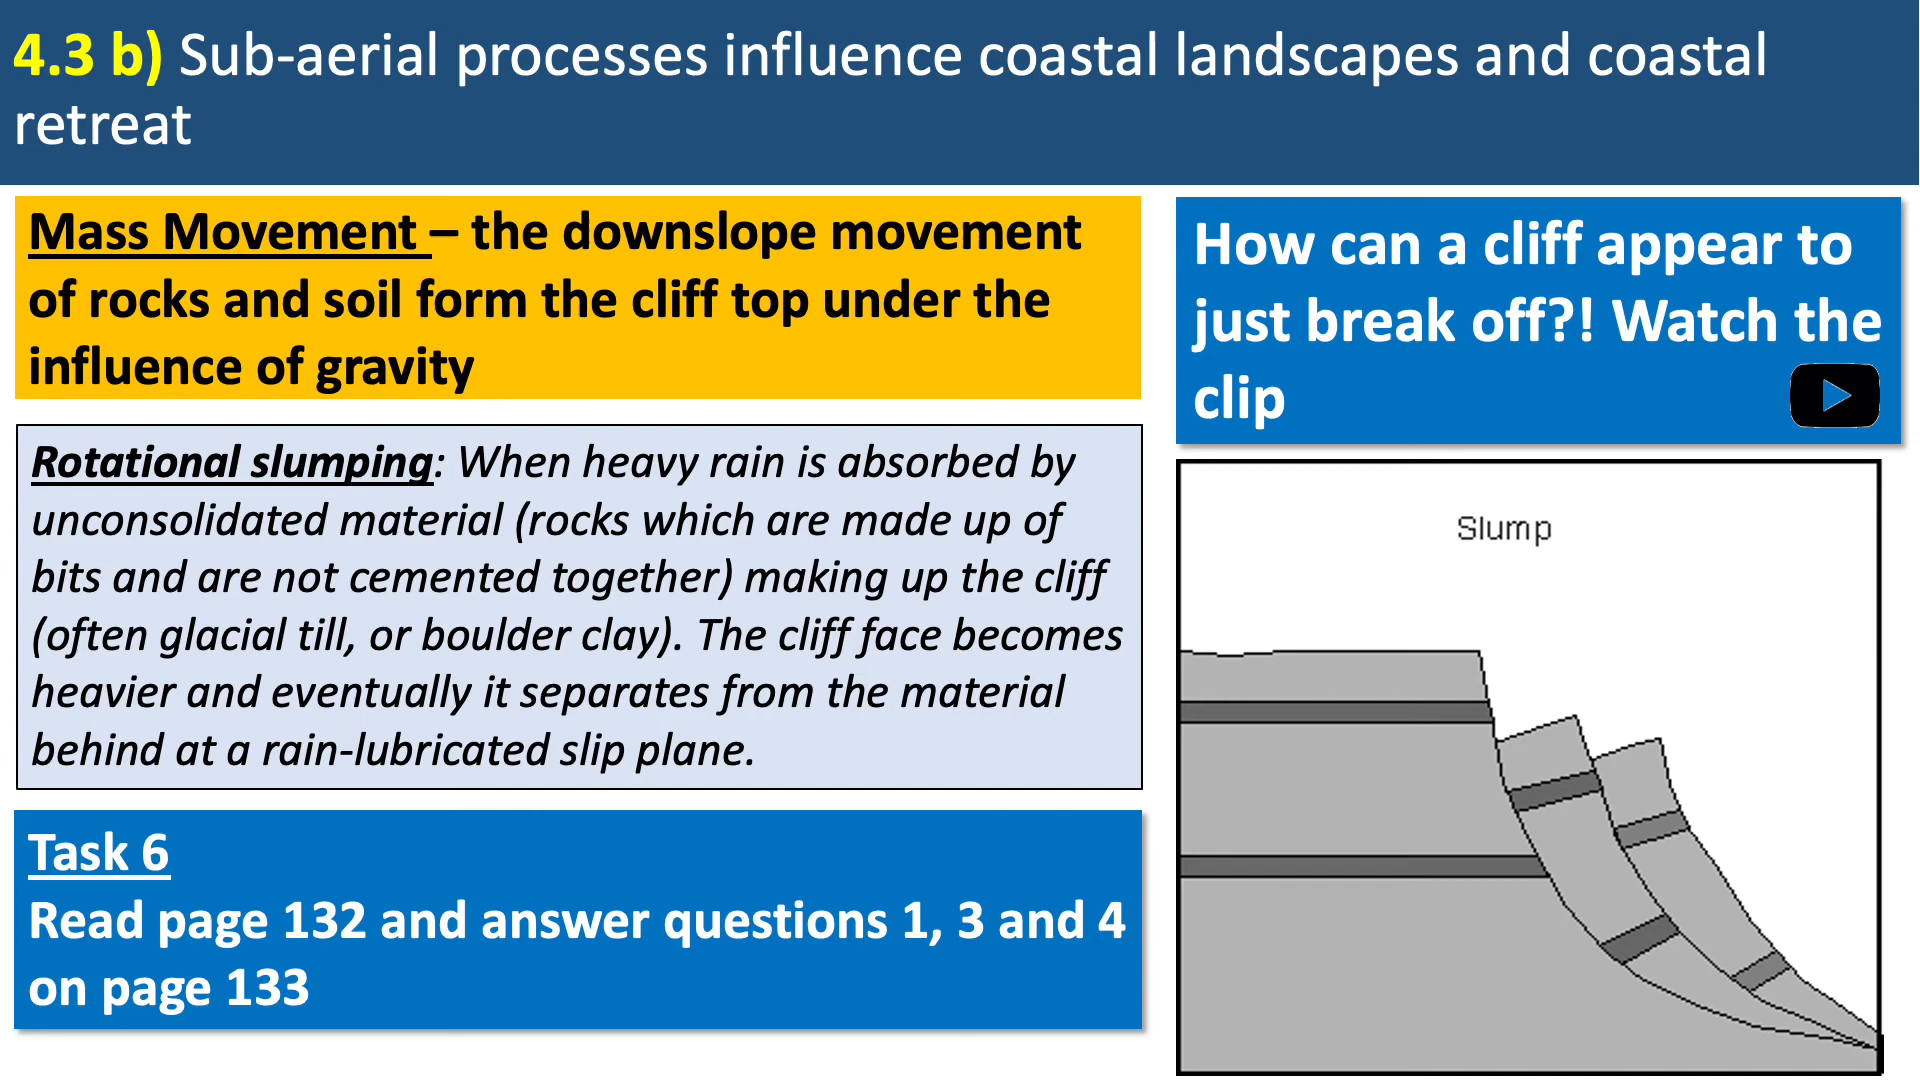 4.3 b) Sub-aerial processes influence coastal landscapes and coastal
retreat
Mass Movement – the downslope movement
of rocks and soil form the cliff top under the
influence of gravity
Rotational slumping: When heavy rain is absorbed by
unconsolidated material (rocks which are made up of
bits and are not cemented together) making up the cliff
(often glacial till, or boulder clay). The cliff face becomes
heavier and eventually it separates from the material
behind at a rain-lubricated slip plane.
Task 6
Read page 132 and answer questions 1, 3 and 4
on page 133
How can a cliff appear to
just break off?! Watch the
clip
Slump